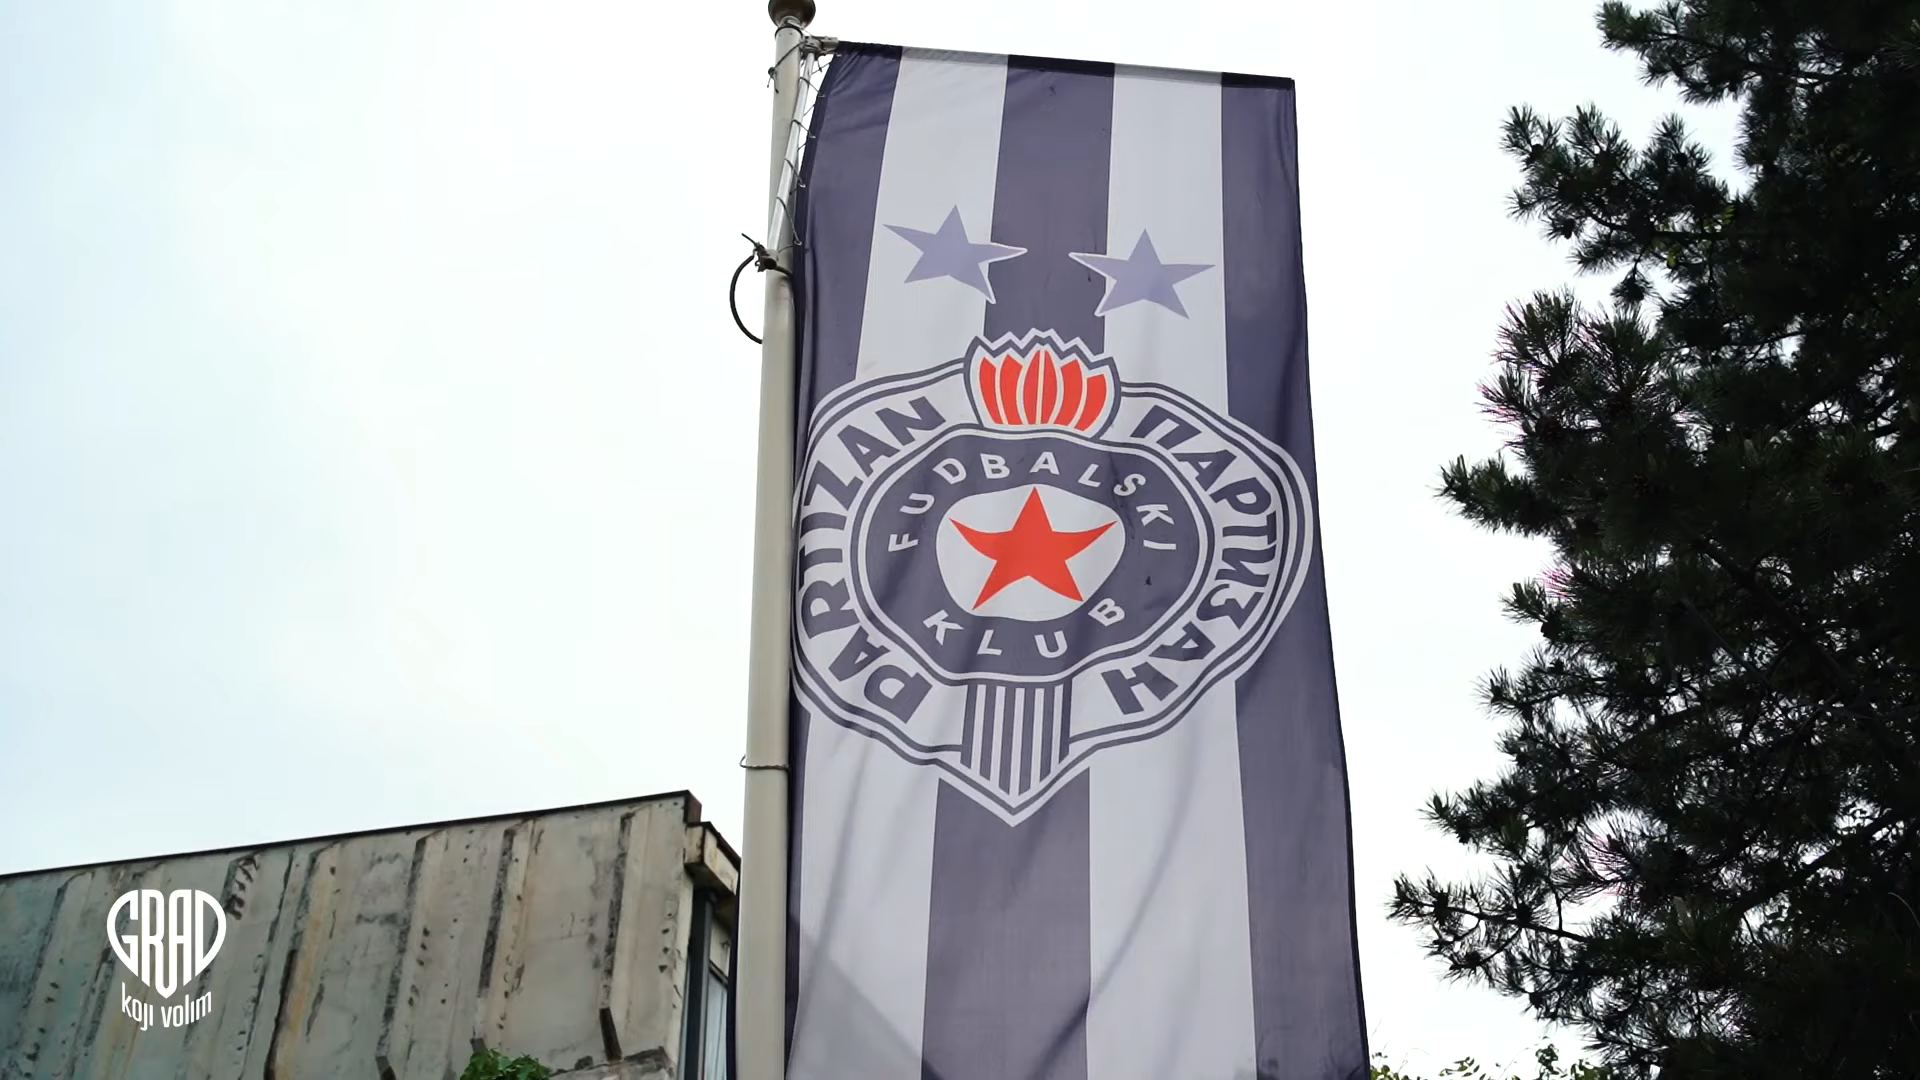 PARTIZAN
ПАРТИЗАН
FUDBALSKI
KLUB
GRAD
koji volim